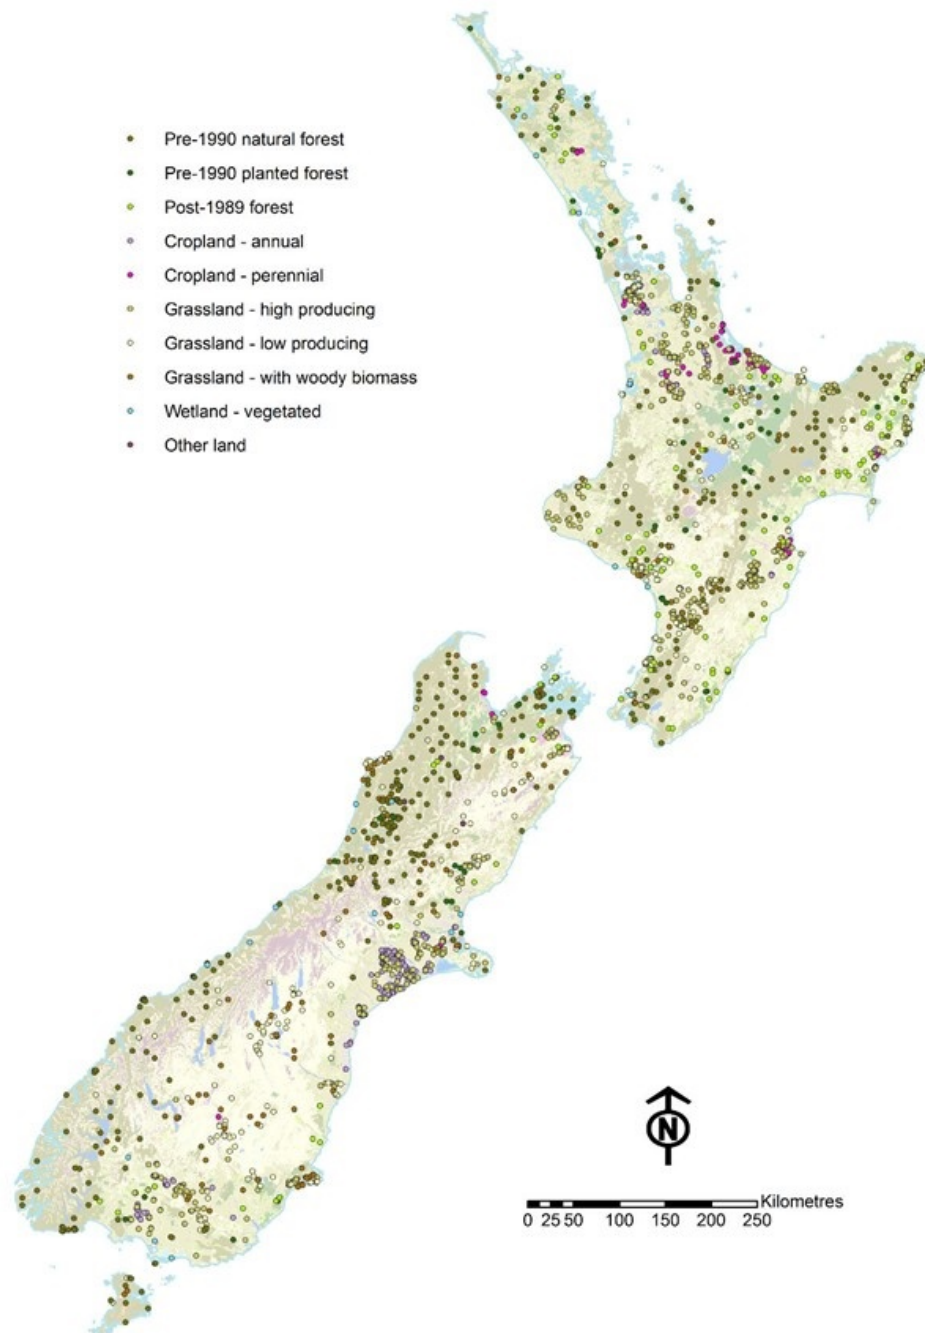 Pre-1990 natural forest
Pre-1990 planted forest
Post-1989 forest
Cropland - annual
Cropland - perennial
Grassland - high producing
Grassland - low producing
Grassland - with woody biomass
Wetland - vegetated
Other land
N
Kilometres
0 25 50 100 150 200 250